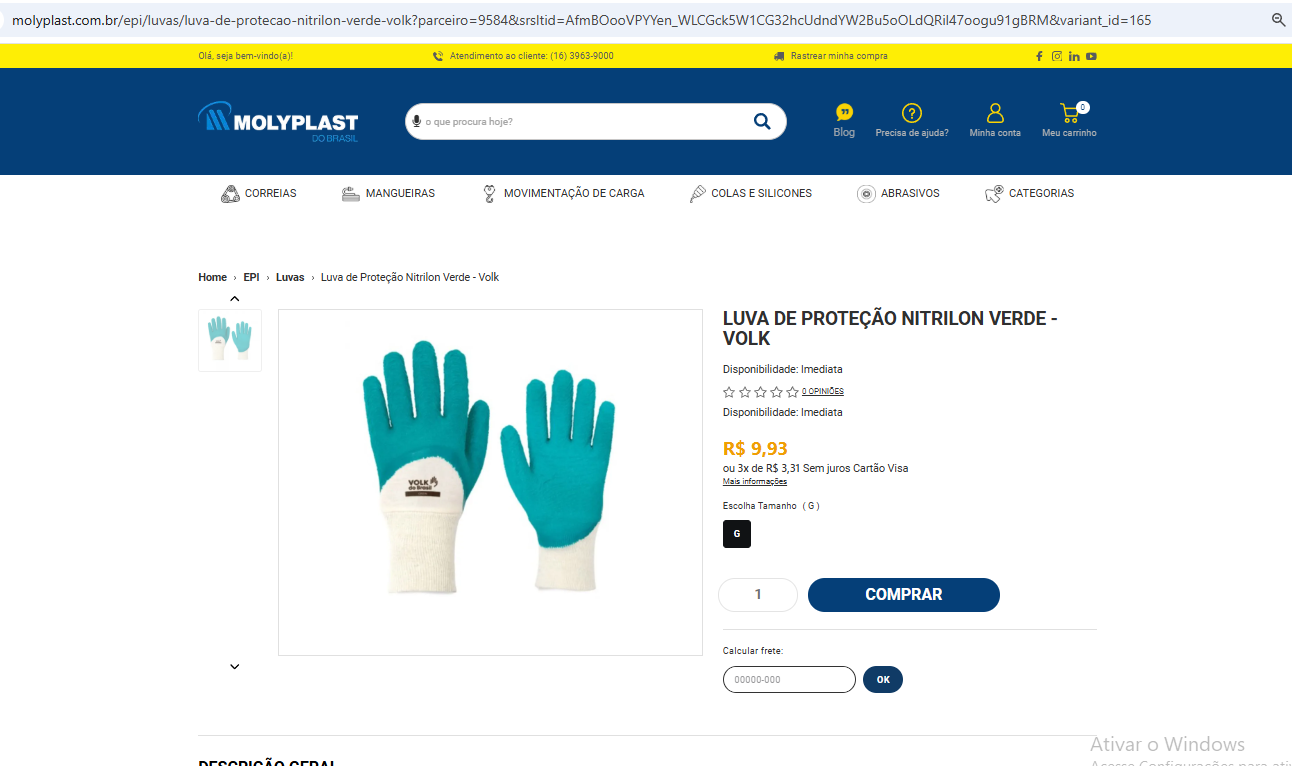 molyplast.com.br/epi/luvas/luva-de-protecao-nitrilon-verde-volk?parceiro=9584&srsltid=AfmBOooVPYYen_WLCGck5W1CG32hcUdndYW2Bu5oOLdQRil47oogu91gBRM&variant_id=165
Olá, seja bem-vindo(a)!
Atendimento ao cliente: (16) 3963-9000
Rastrear minha compra
MOLYPLAST
DO BRASIL
o que procura hoje?
Blog
Precisa de ajuda?
Minha conta
0
Meu carrinho
CORREIAS
MANGUEIRAS
MOVIMENTAÇÃO DE CARGA
COLAS E SILICONES
ABRASIVOS
CATEGORIAS
Home › EPI › Luvas › Luva de Proteção Nitrilon Verde - Volk
VOLK
do Brasil
LUVA DE PROTEÇÃO NITRILON VERDE -
VOLK
Disponibilidade: Imediata
0 OPINIÕES
Disponibilidade: Imediata
R$ 9,93
ou 3x de R$ 3,31 Sem juros Cartão Visa
Mais informações
Escolha Tamanho ( G )
G
1
COMPRAR
Calcular frete:
00000-000
OK
Ativar o Windows
Acesse Configurações para ati
DESCRIÇÃO GERAL